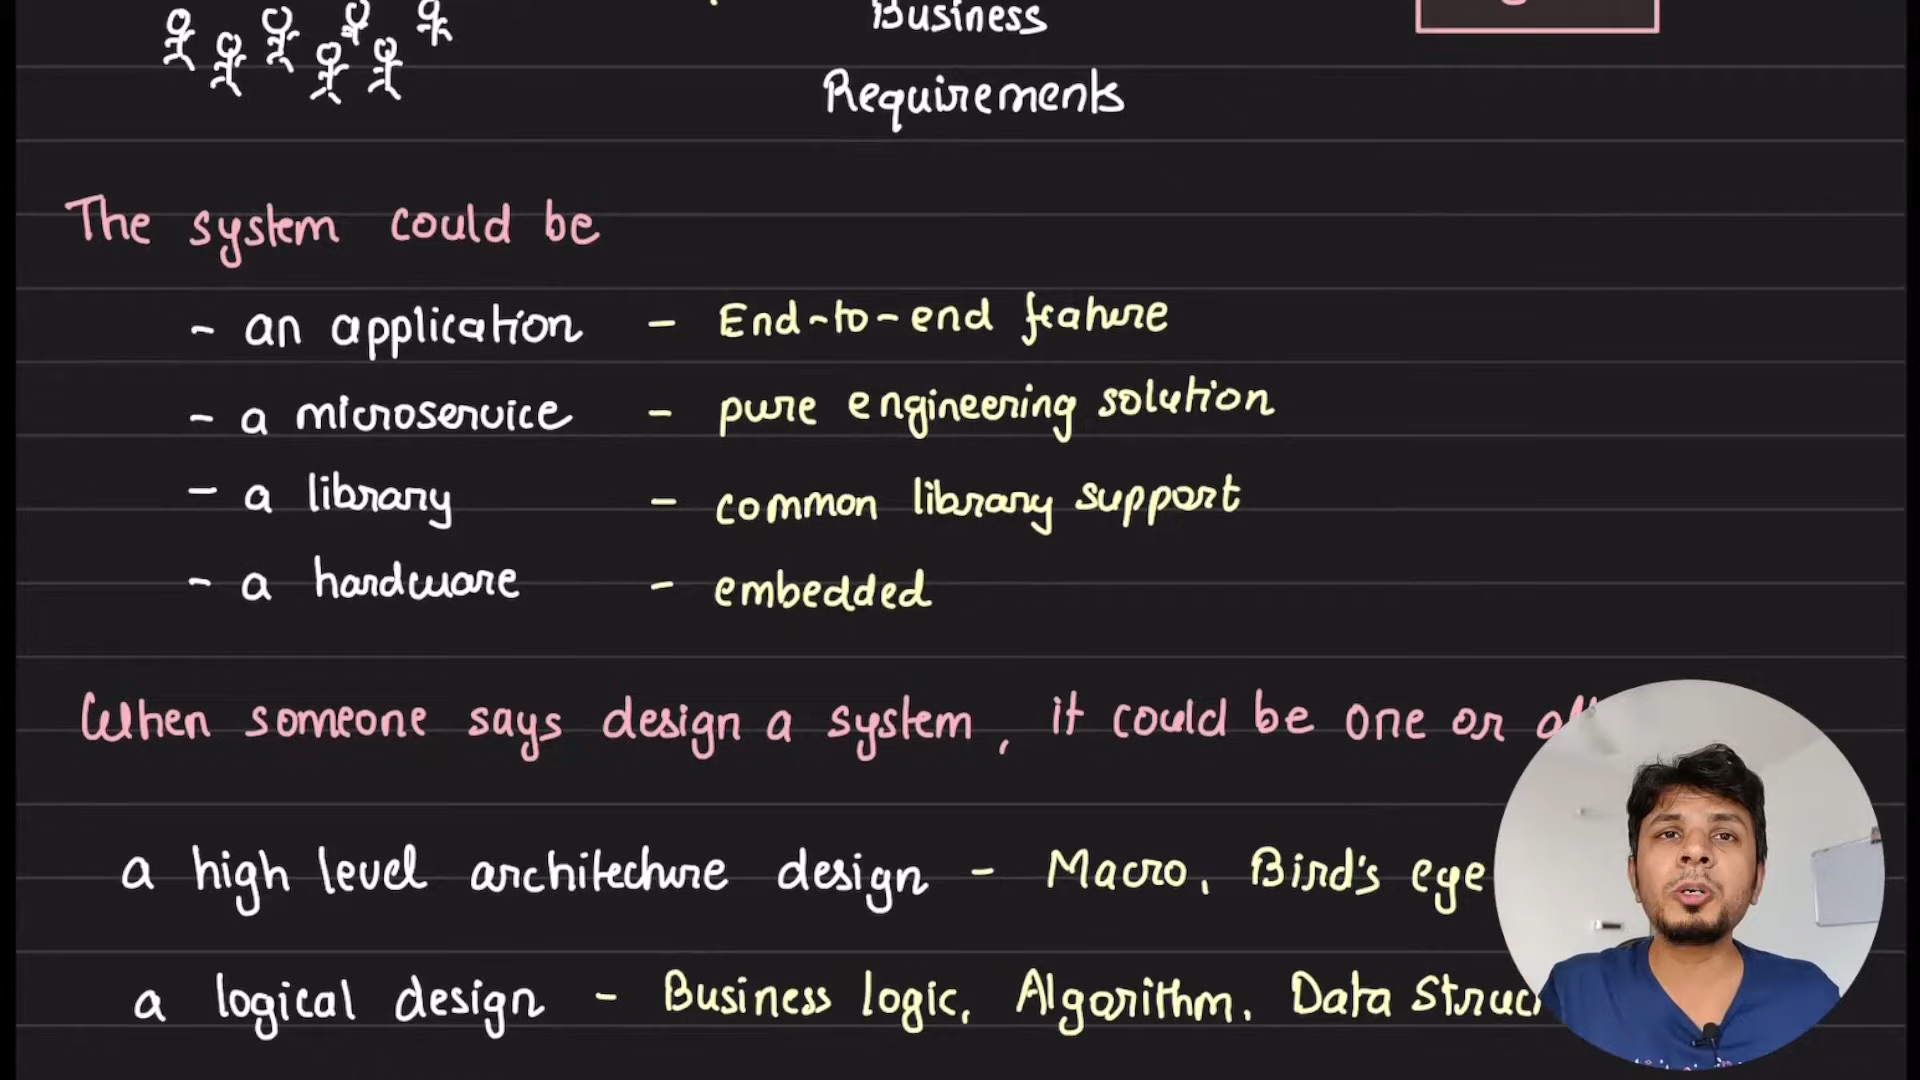 Business
Requirements
The system could be
- an application - End-to-end feature
- a microservice - pure engineering solution
- a library - common library support
- a hardware - embedded
When someone says design a system, it could be one or
a high level architecture design - Macro, Bird's eye
a logical design - Business logic, Algorithm, Data Struc